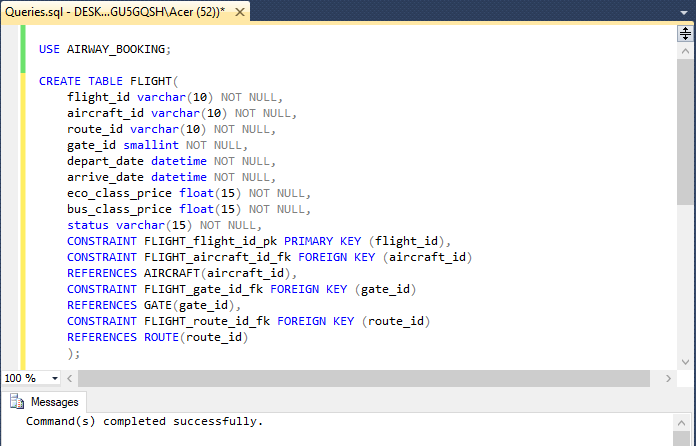 Queries.sql - DESK...GU5GQSH\Acer (52))*
USE AIRWAY_BOOKING;
CREATE TABLE FLIGHT(
flight_id varchar(10) NOT NULL,
aircraft_id varchar(10) NOT NULL,
route_id varchar(10) NOT NULL,
gate_id smallint NOT NULL,
depart_date datetime NOT NULL,
arrive_date datetime NOT NULL,
eco_class_price float(15) NOT NULL,
bus_class_price float(15) NOT NULL,
status varchar(15) NOT NULL,
CONSTRAINT FLIGHT_flight_id_pk PRIMARY KEY (flight_id),
CONSTRAINT FLIGHT_aircraft_id_fk FOREIGN KEY (aircraft_id)
REFERENCES AIRCRAFT(aircraft_id),
CONSTRAINT FLIGHT_gate_id_fk FOREIGN KEY (gate_id)
REFERENCES GATE(gate_id),
CONSTRAINT FLIGHT_route_id_fk FOREIGN KEY (route_id)
REFERENCES ROUTE(route_id)
);
100 %
Messages
Command(s) completed successfully.